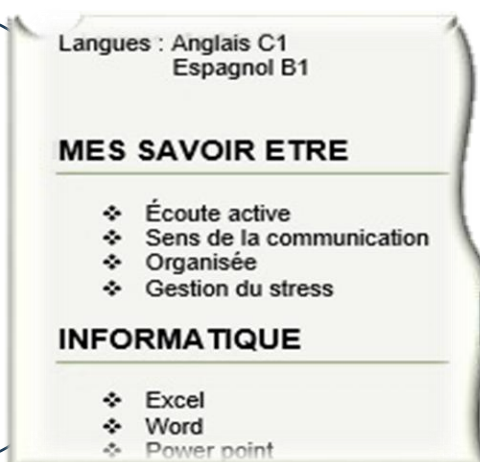 Langues : Anglais C1
Espagnol B1
MES SAVOIR ETRE
❖ Écoute active
❖ Sens de la communication
❖ Organisée
❖ Gestion du stress
INFORMATIQUE
❖ Excel
❖ Word
❖ Power point